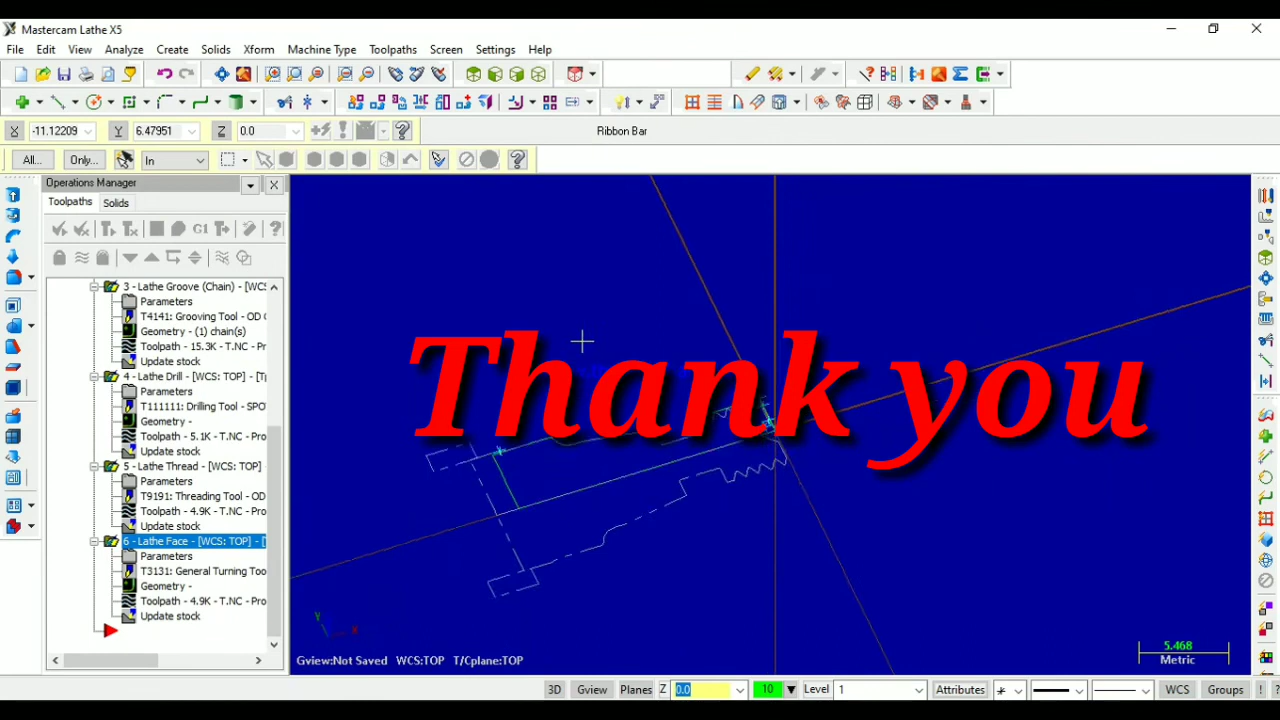 Mastercam Lathe X5
File Edit View Analyze Create Solids Xform Machine Type Toolpaths Screen Settings Help
X -11.12209 Y 6.47951 Z 0.0 Ribbon Bar
All... Only... In
Operations Manager
Toolpaths Solids
G1
3 - Lathe Groove (Chain) - [WCS
Parameters
T4141: Grooving Tool - OD
Geometry - (1) chain(s)
Toolpath - 15.3K - T.NC - Pr
Update stock
4 - Lathe Drill - [WCS: TOP] - [Tp
Parameters
T111111: Drilling Tool - SPO
Geometry -
Toolpath - 5.1K - T.NC - Pro
Update stock
5 - Lathe Thread - [WCS: TOP]
Parameters
T9191: Threading Tool - OD
Toolpath - 4.9K - T.NC - Pro
Update stock
6 - Lathe Face - [WCS: TOP] - [
Parameters
T3131: General Turning Too
Geometry -
Toolpath - 4.9K - T.NC - Pro
Update stock
Thank you
Y X
5.468
Metric
Gview:Not Saved WCS:TOP T/Cplane:TOP
3D Gview Planes Z 0.0 10 Level 1 Attributes WCS Groups ! ?